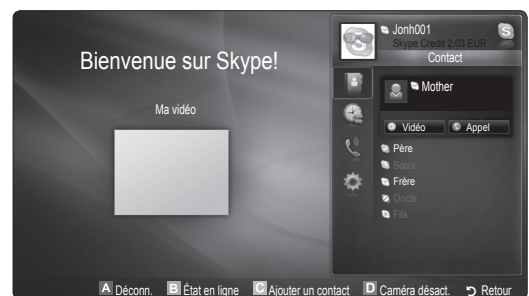 Bienvenue sur Skype!
Ma vidéo
Jonh001
Skype Credit 2.03 EUR
Contact
Mother
Vidéo
Appel
Père
Sœur
Frère
Oncle
Fils
A Déconn. B État en ligne C Ajouter un contact D Caméra désact. Retour